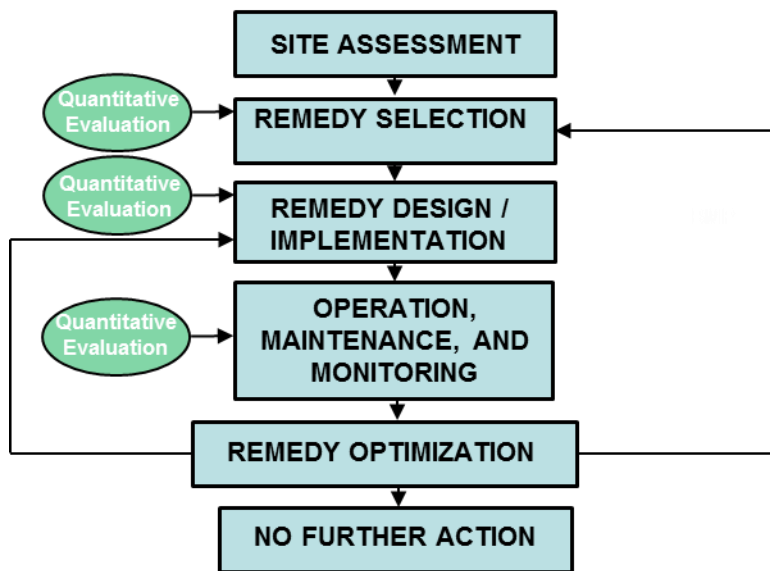 SITE ASSESSMENT
Quantitative
Evaluation
REMEDY SELECTION
Quantitative
Evaluation
REMEDY DESIGN /
IMPLEMENTATION
Quantitative
Evaluation
OPERATION,
MAINTENANCE, AND
MONITORING
REMEDY OPTIMIZATION
NO FURTHER ACTION